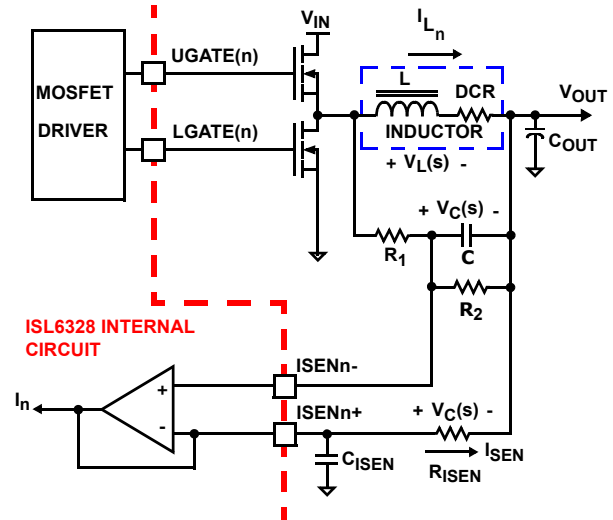 V_IN
I_L_n
UGATE(n)
L
DCR
V_OUT
MOSFET
DRIVER
LGATE(n)
INDUCTOR
C_OUT
+ V_L(s) -
+ V_C(s) -
R_1
C
R_2
ISL6328 INTERNAL
CIRCUIT
ISENn-
I_n
+
-
ISENn+
+ V_C(s) -
I_SEN
C_ISEN
R_ISEN